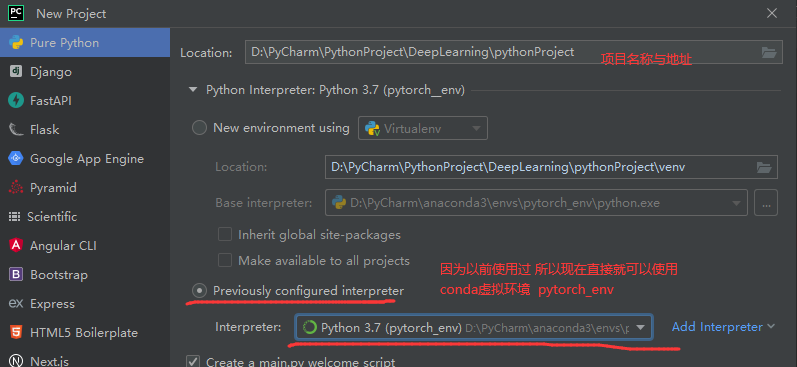 PC New Project
Pure Python
Django
FastAPI
Flask
Google App Engine
Pyramid
Scientific
Angular CLI
Bootstrap
Express
HTML5 Boilerplate
Next.js
Location: D:\PyCharm\PythonProject\DeepLearning\pythonProject
项目名称与地址
Python Interpreter: Python 3.7 (pytorch__env)
New environment using Virtualenv
Location: D:\PyCharm\PythonProject\DeepLearning\pythonProject\venv
Base interpreter: D:\PyCharm\anaconda3\envs\pytorch_env\python.exe ...
Inherit global site-packages
Make available to all projects
因为以前使用过 所以现在直接就可以使用
conda虚拟环境 pytorch_env
Previously configured interpreter
Interpreter: Python 3.7 (pytorch_env) D:\PyCharm\anaconda3\envs\p Add Interpreter
Create a main.py welcome script